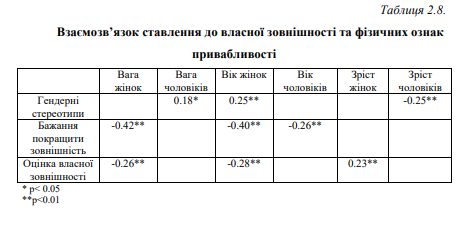 Таблиця 2.8.
Взаємозв’язок ставлення до власної зовнішності та фізичних ознак
привабливості
Вага жінок Вага чоловіків Вік жінок Вік чоловіків Зріст жінок Зріст чоловіків
Гендерні стереотипи 0.18* 0.25** -0.25**
Бажання покращити зовнішність -0.42** -0.40** -0.26**
Оцінка власної зовнішності -0.26** -0.28** 0.23**
* p< 0.05
**p<0.01